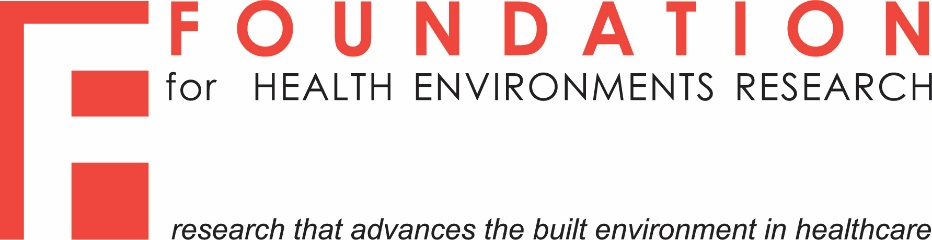 FOUNDATION
for HEALTH ENVIRONMENTS RESEARCH
research that advances the built environment in healthcare